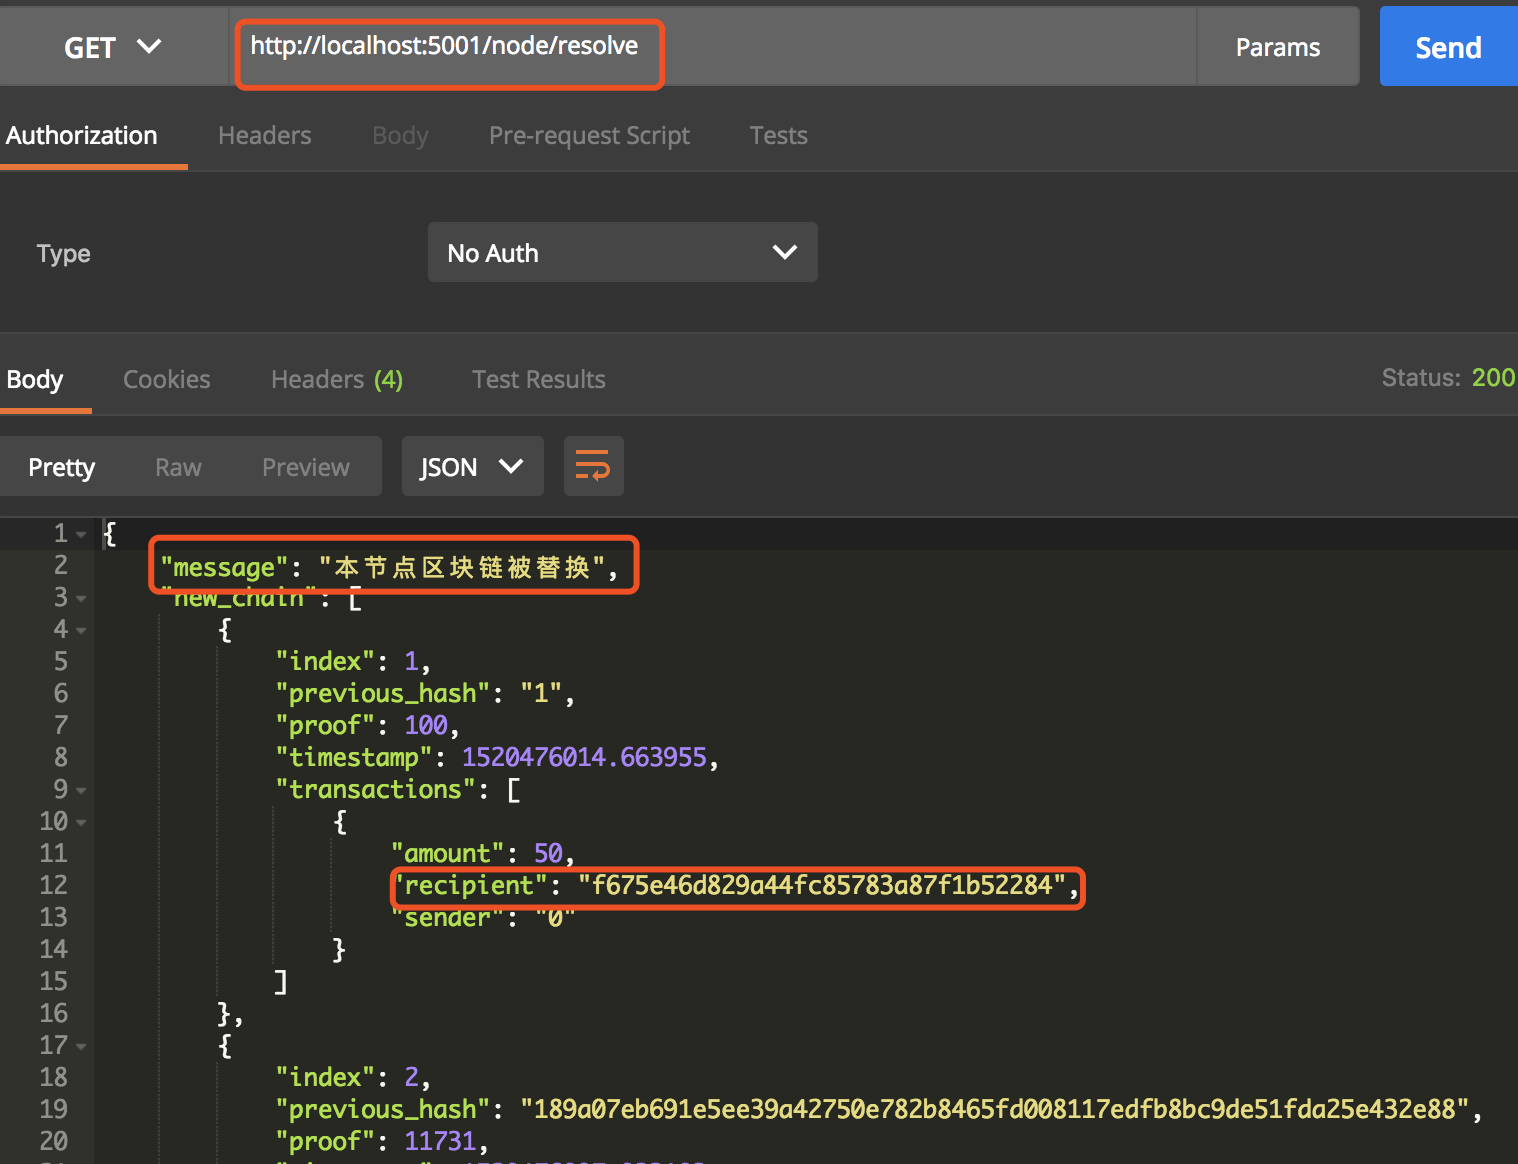 GET http://localhost:5001/node/resolve Params Send
Authorization Headers Body Pre-request Script Tests
Type No Auth
Body Cookies Headers (4) Test Results Status: 200
Pretty Raw Preview JSON
1 {
2 "message": "本节点区块链被替换",
3 "new_chain": [
4 {
5 "index": 1,
6 "previous_hash": "1",
7 "proof": 100,
8 "timestamp": 1520476014.663955,
9 "transactions": [
10 {
11 "amount": 50,
12 "recipient": "f675e46d829a44fc85783a87f1b52284",
13 "sender": "0"
14 }
15 ]
16 },
17 {
18 "index": 2,
19 "previous_hash": "189a07eb691e5ee39a42750e782b8465fd008117edfb8bc9de51fda25e432e88",
20 "proof": 11731,